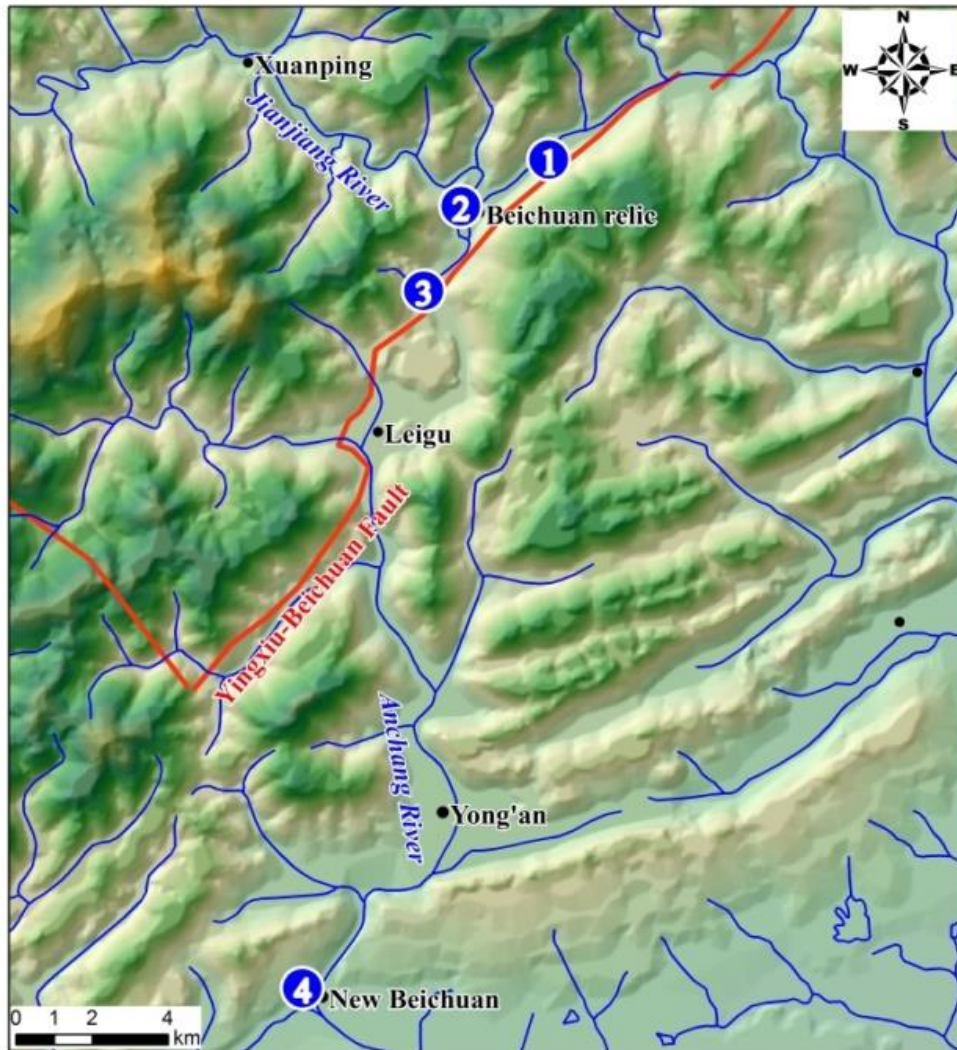 N
W E
S
Xuanping
Jianjiang River
1
2
Beichuan relic
3
Leigu
Yingxiu-Beichuan Fault
Anchang River
Yong'an
4
New Beichuan
0 1 2 4
km